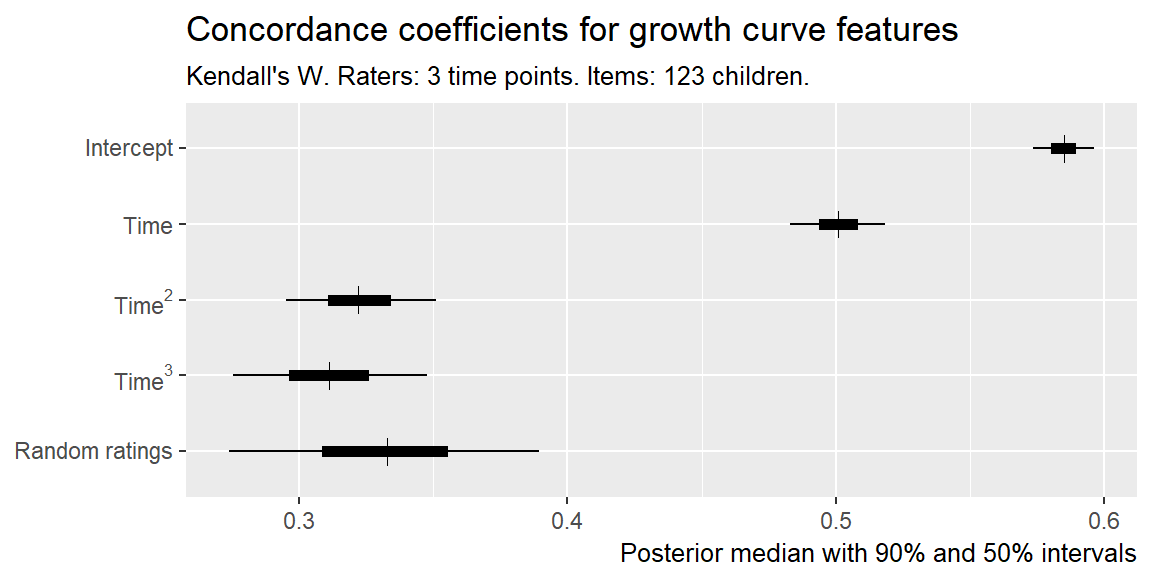 Concordance coefficients for growth curve features
Kendall's W. Raters: 3 time points. Items: 123 children.
Intercept
Time
Time²
Time³
Random ratings
0.3 0.4 0.5 0.6
Posterior median with 90% and 50% intervals